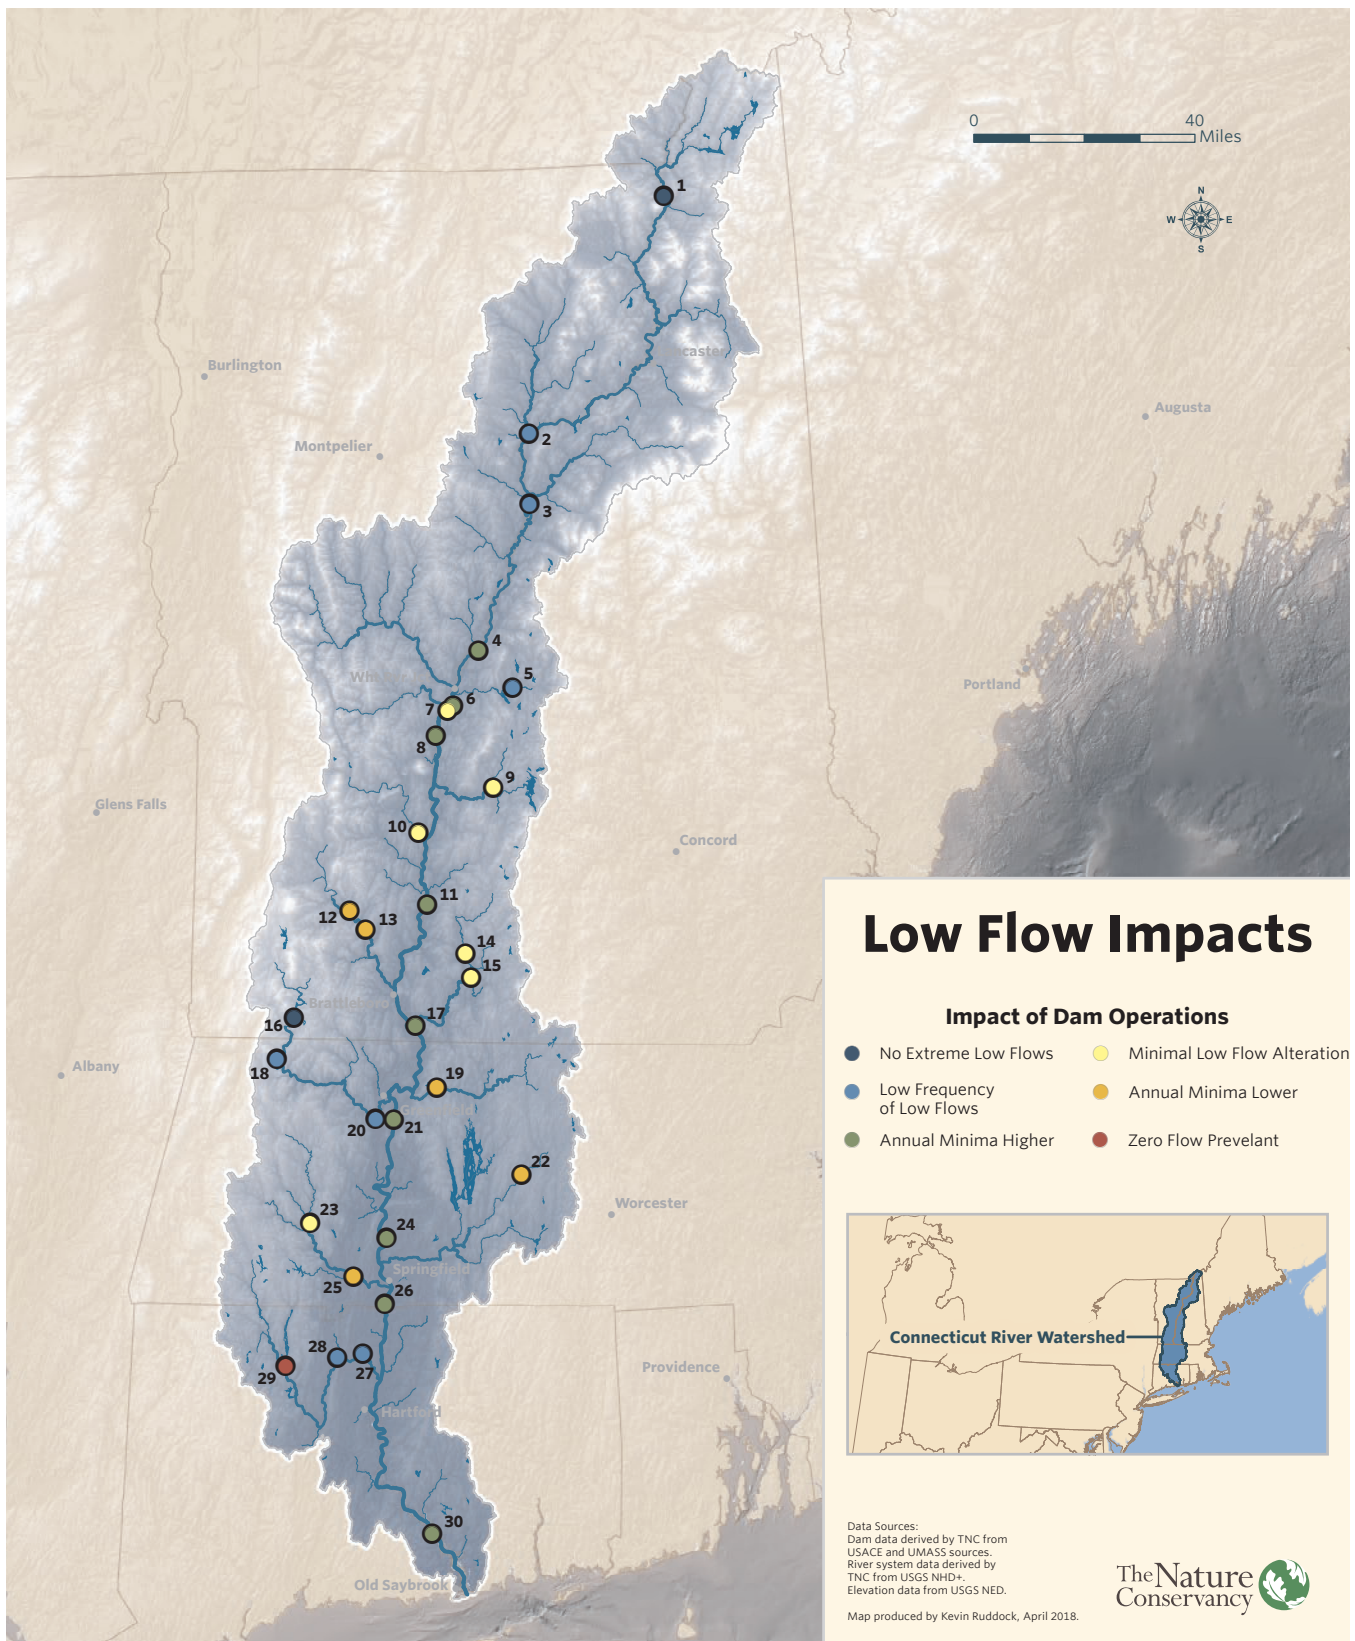 0 40
Miles
N
W E
S
1
Burlington
Augusta
Montpelier
2
3
4
5
Portland
6
7
8
9
Glens Falls
10
Concord
11
12
13
14
15
Brattleboro
16
17
18
Albany
19
20
21
22
Worcester
23
24
Springfield
25
26
28
27
29
Providence
Hartford
30
Old Saybrook
Low Flow Impacts
Impact of Dam Operations
No Extreme Low Flows
Low Frequency
of Low Flows
Annual Minima Higher
Minimal Low Flow Alteration
Annual Minima Lower
Zero Flow Prevelant
Connecticut River Watershed
Data Sources:
Dam data derived by TNC from
USACE and UMASS sources.
River system data derived by
TNC from USGS NHD+.
Elevation data from USGS NED.
Map produced by Kevin Ruddock, April 2018.
The Nature
Conservancy